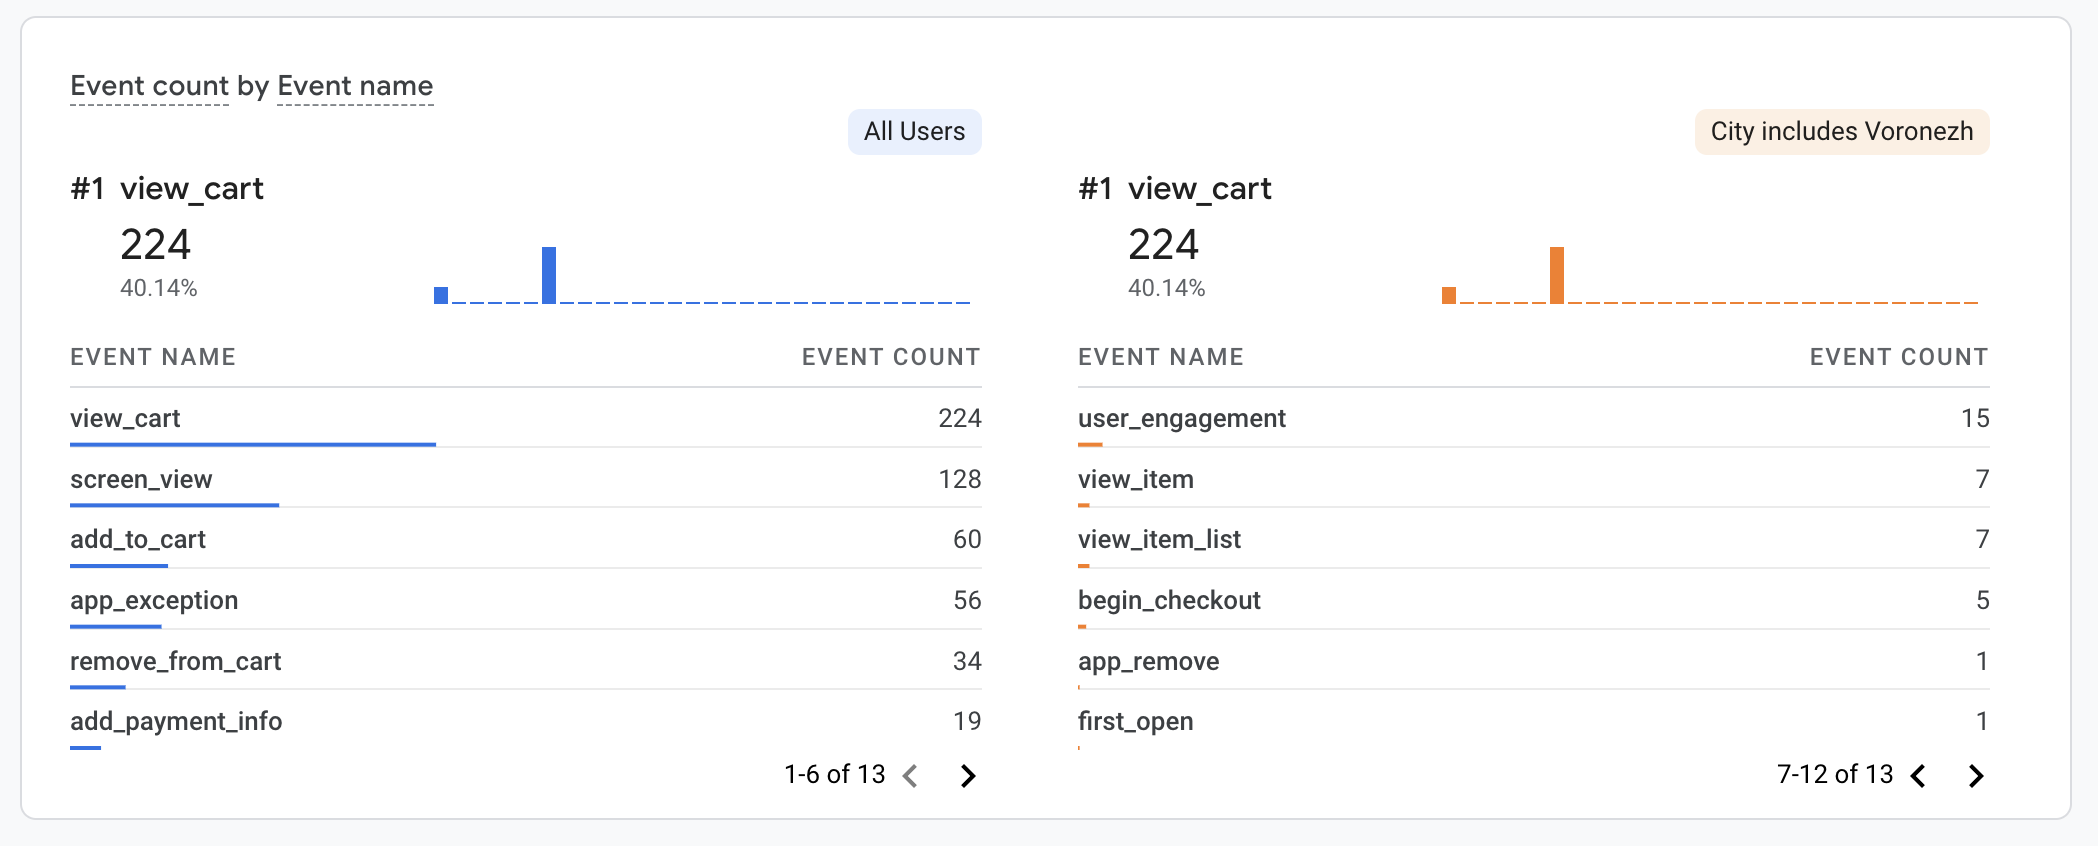 Event count by Event name
All Users
#1 view_cart
224
40.14%
EVENT NAME EVENT COUNT
view_cart 224
screen_view 128
add_to_cart 60
app_exception 56
remove_from_cart 34
add_payment_info 19
1-6 of 13
City includes Voronezh
#1 view_cart
224
40.14%
EVENT NAME EVENT COUNT
user_engagement 15
view_item 7
view_item_list 7
begin_checkout 5
app_remove 1
first_open 1
7-12 of 13